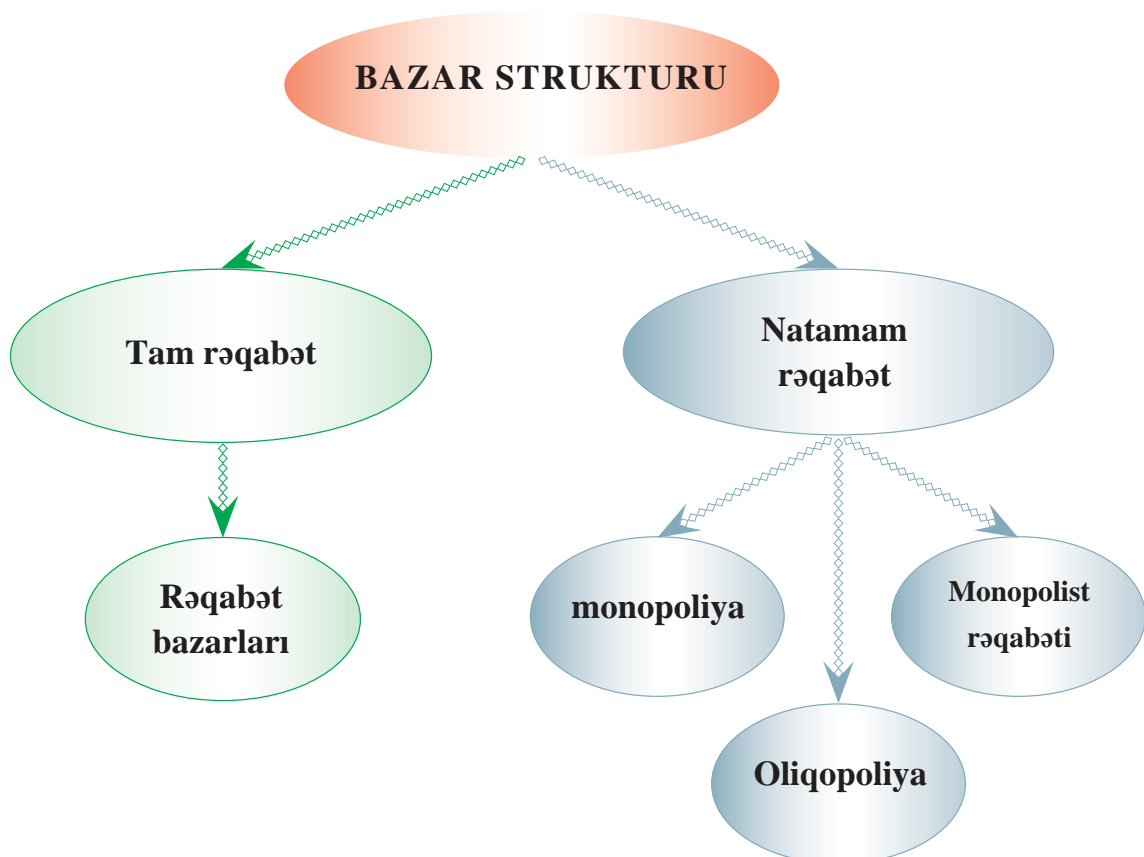 BAZAR STRUKTURU
Tam rəqabət
Natamam
rəqabət
Rəqabət
bazarları
monopoliya
Monopolist
rəqabəti
Oliqopoliya